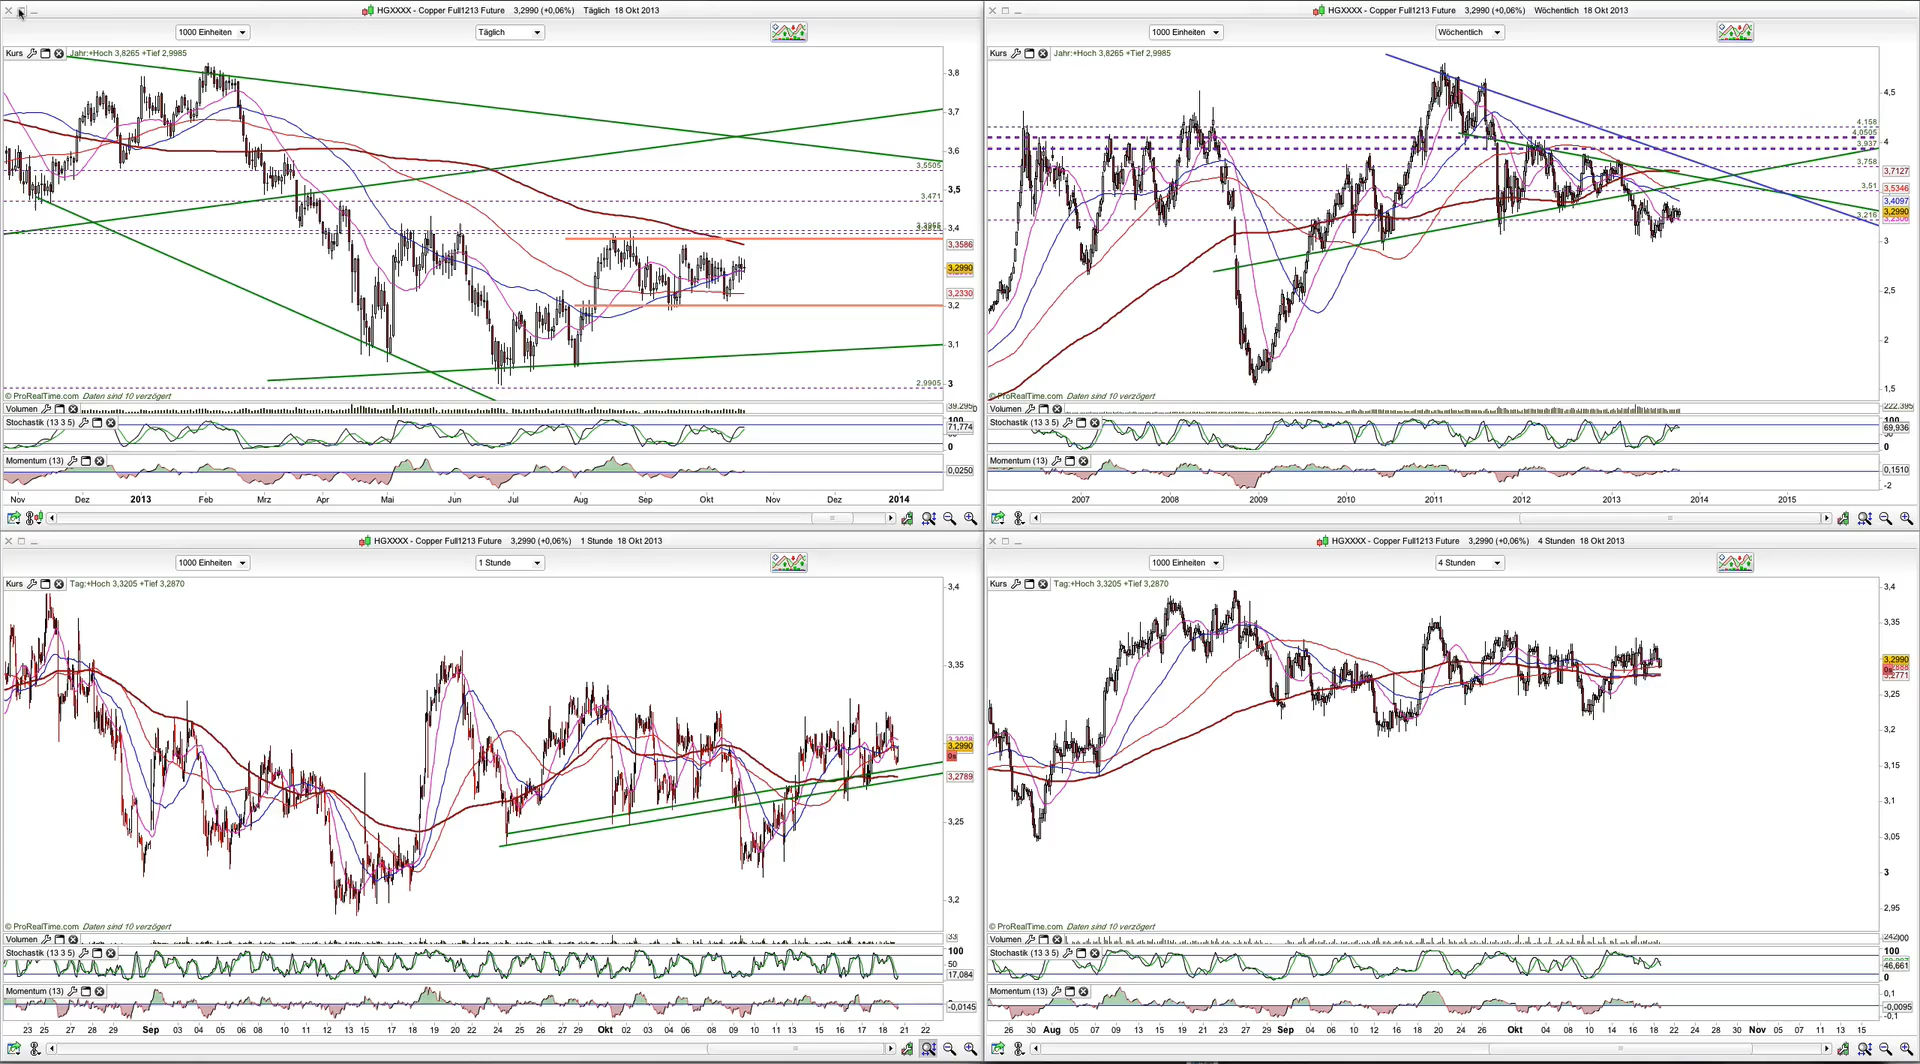 HGXXXX - Copper Full1213 Future 3,2990 (+0,06%) Täglich 18 Okt 2013
1000 Einheiten Täglich
Kurs Jahr:+Hoch 3,8265 +Tief 2,9985
3,8
3,7
3,6
3,5505
3,5
3,471
3,4
3,3586
3,2990
3,2330
3,2
3,1
2,9905
3
© ProRealTime.com Daten sind 10 verzögert
Volumen
Stochastik (13 3 5)
100
71,774
0
Momentum (13)
0,0250
Nov Dez 2013 Feb Mrz Apr Mai Jun Jul Aug Sep Okt Nov Dez 2014
HGXXXX - Copper Full1213 Future 3,2990 (+0,06%) Wöchentlich 18 Okt 2013
1000 Einheiten Wöchentlich
Kurs Jahr:+Hoch 3,8265 +Tief 2,9985
4,5
4,158
4,0505
4
3,937
3,758
3,7127
3,51
3,5346
3,4097
3,2990
3,216
3
2,5
2
1,5
© ProRealTime.com Daten sind 10 verzögert
Volumen
222.395
Stochastik (13 3 5)
100
69,936
0
Momentum (13)
0,1510
-2
2007 2008 2009 2010 2011 2012 2013 2014 2015
HGXXXX - Copper Full1213 Future 3,2990 (+0,06%) 1 Stunde 18 Okt 2013
1000 Einheiten 1 Stunde
Kurs Tag:+Hoch 3,3205 +Tief 3,2870
3,4
3,35
3,2990
3,2789
3,25
3,2
© ProRealTime.com Daten sind 10 verzögert
Volumen
Stochastik (13 3 5)
100
50
17,084
Momentum (13)
-0,0145
23 25 27 28 29 Sep 03 04 05 06 08 10 11 12 13 15 17 18 19 20 22 24 25 26 27 29 Okt 02 03 04 06 08 09 10 11 13 15 16 17 18 21 22
HGXXXX - Copper Full1213 Future 3,2990 (+0,06%) 4 Stunden 18 Okt 2013
1000 Einheiten 4 Stunden
Kurs Tag:+Hoch 3,3205 +Tief 3,2870
3,4
3,35
3,2990
3,2771
3,25
3,2
3,15
3,1
3,05
3
2,95
© ProRealTime.com Daten sind 10 verzögert
Volumen
Stochastik (13 3 5)
100
46,661
0
Momentum (13)
0,1
-0,0095
-0,1
26 28 Aug 05 07 09 13 15 19 21 23 27 29 Sep 06 10 12 16 18 20 24 26 Okt 04 08 10 14 16 18 22 24 28 30 Nov 05 07 11 13 15